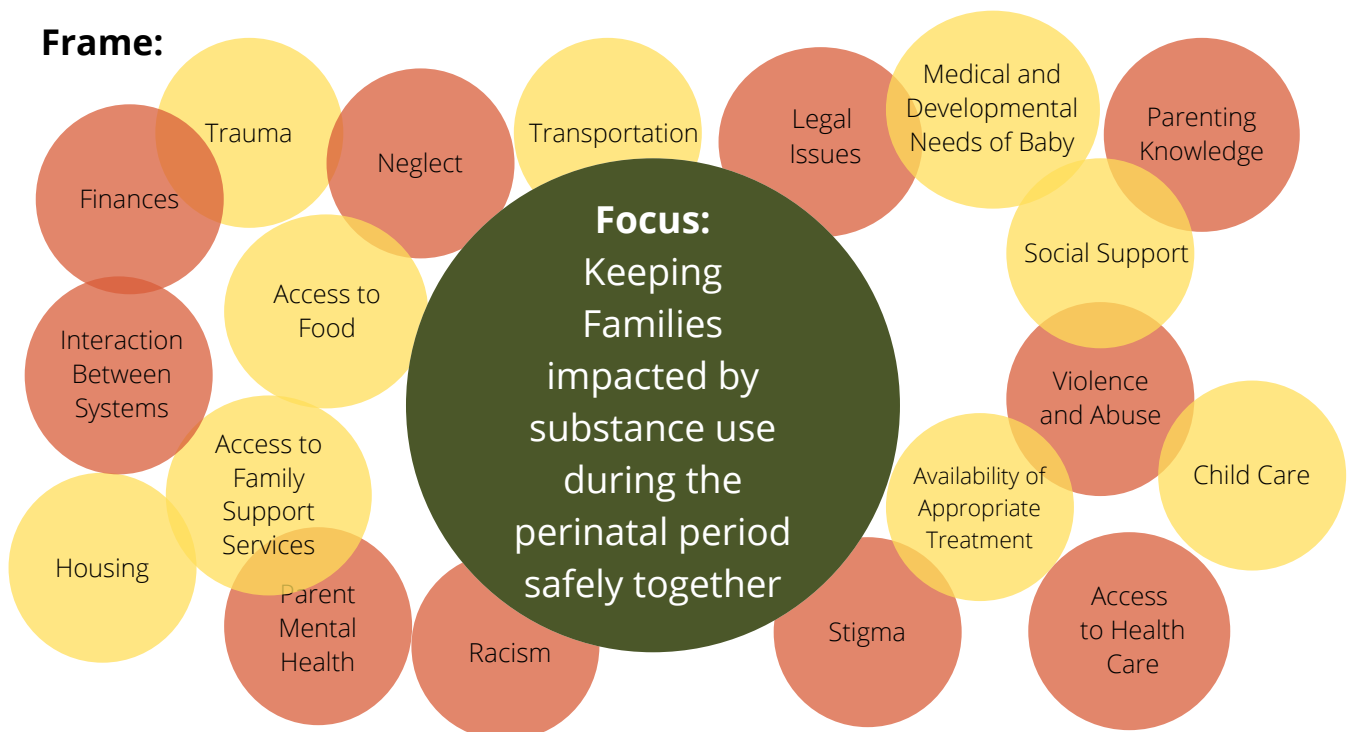 Frame:
Trauma
Neglect
Transportation
Legal
Issues
Medical and
Developmental
Needs of Baby
Parenting
Knowledge
Finances
Focus:
Keeping
Families
impacted by
substance use
during the
perinatal period
safely together
Social Support
Access to
Food
Interaction
Between
Systems
Violence
and Abuse
Access to
Family
Support
Services
Availability of
Appropriate
Treatment
Child Care
Housing
Parent
Mental
Health
Racism
Stigma
Access
to Health
Care